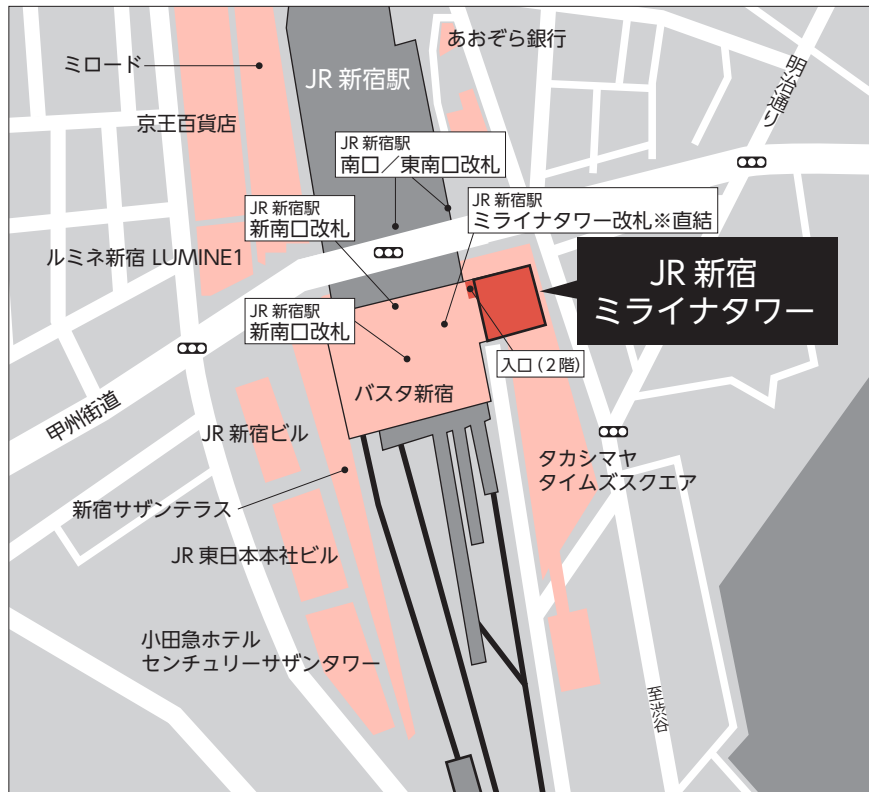 あおぞら銀行
ミロード
JR 新宿駅
明治通り
京王百貨店
JR 新宿駅
南口／東南口改札
JR 新宿駅
新南口改札
JR 新宿駅
ミライナタワー改札※直結
ルミネ新宿 LUMINE1
JR 新宿
ミライナタワー
JR 新宿駅
新南口改札
入口（2階）
バスタ新宿
甲州街道
JR 新宿ビル
タカシマヤ
タイムズスクエア
新宿サザンテラス
JR 東日本本社ビル
小田急ホテル
センチュリーサザンタワー
至渋谷